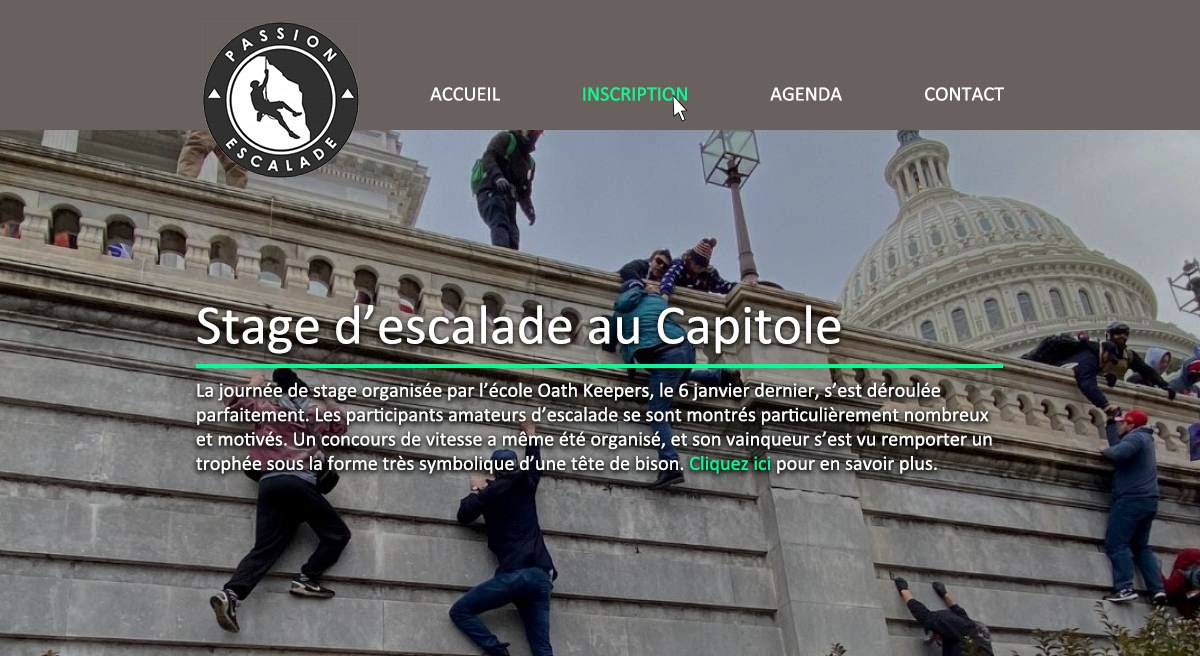 PASSION
ESCALADE
ACCUEIL
INSCRIPTION
AGENDA
CONTACT
Stage d’escalade au Capitole
La journée de stage organisée par l’école Oath Keepers, le 6 janvier dernier, s’est déroulée
parfaitement. Les participants amateurs d’escalade se sont montrés particulièrement nombreux
et motivés. Un concours de vitesse a même été organisé, et son vainqueur s’est vu remporter un
trophée sous la forme très symbolique d’une tête de bison. Cliquez ici pour en savoir plus.